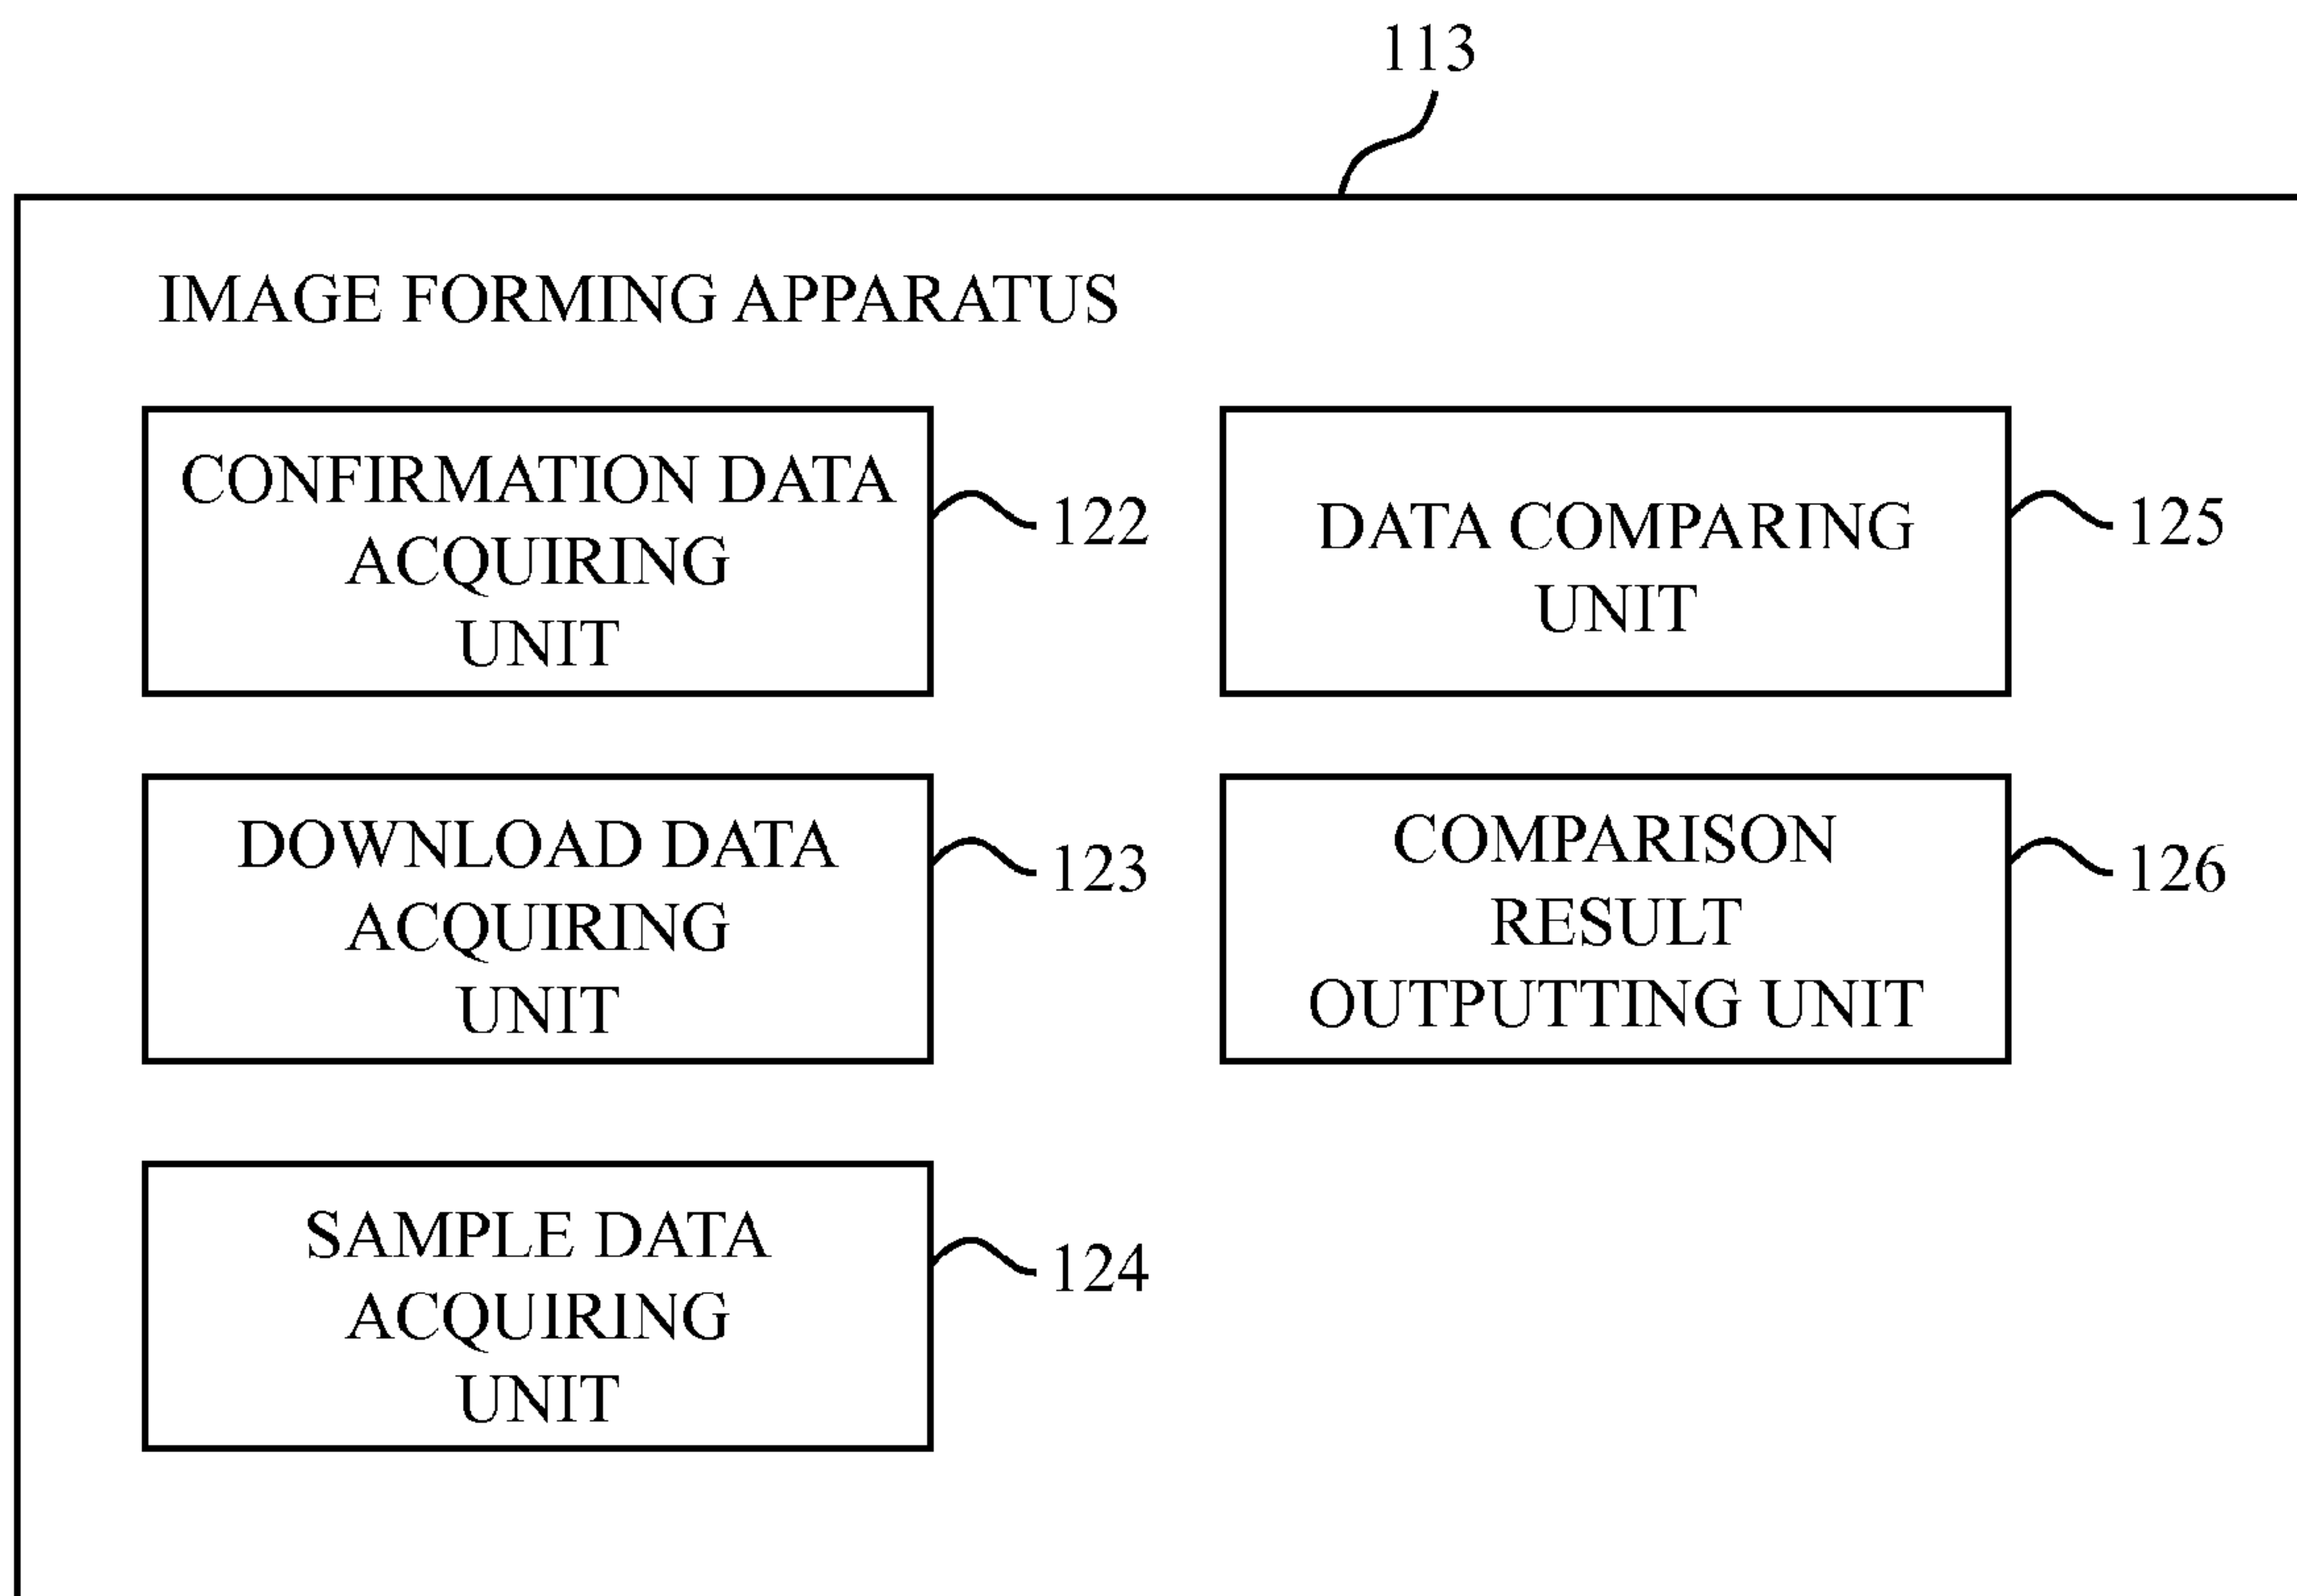 113
IMAGE FORMING APPARATUS
CONFIRMATION DATA
ACQUIRING
UNIT
122
DOWNLOAD DATA
ACQUIRING
UNIT
123
SAMPLE DATA
ACQUIRING
UNIT
124
DATA COMPARING
UNIT
125
COMPARISON
RESULT
OUTPUTTING UNIT
126